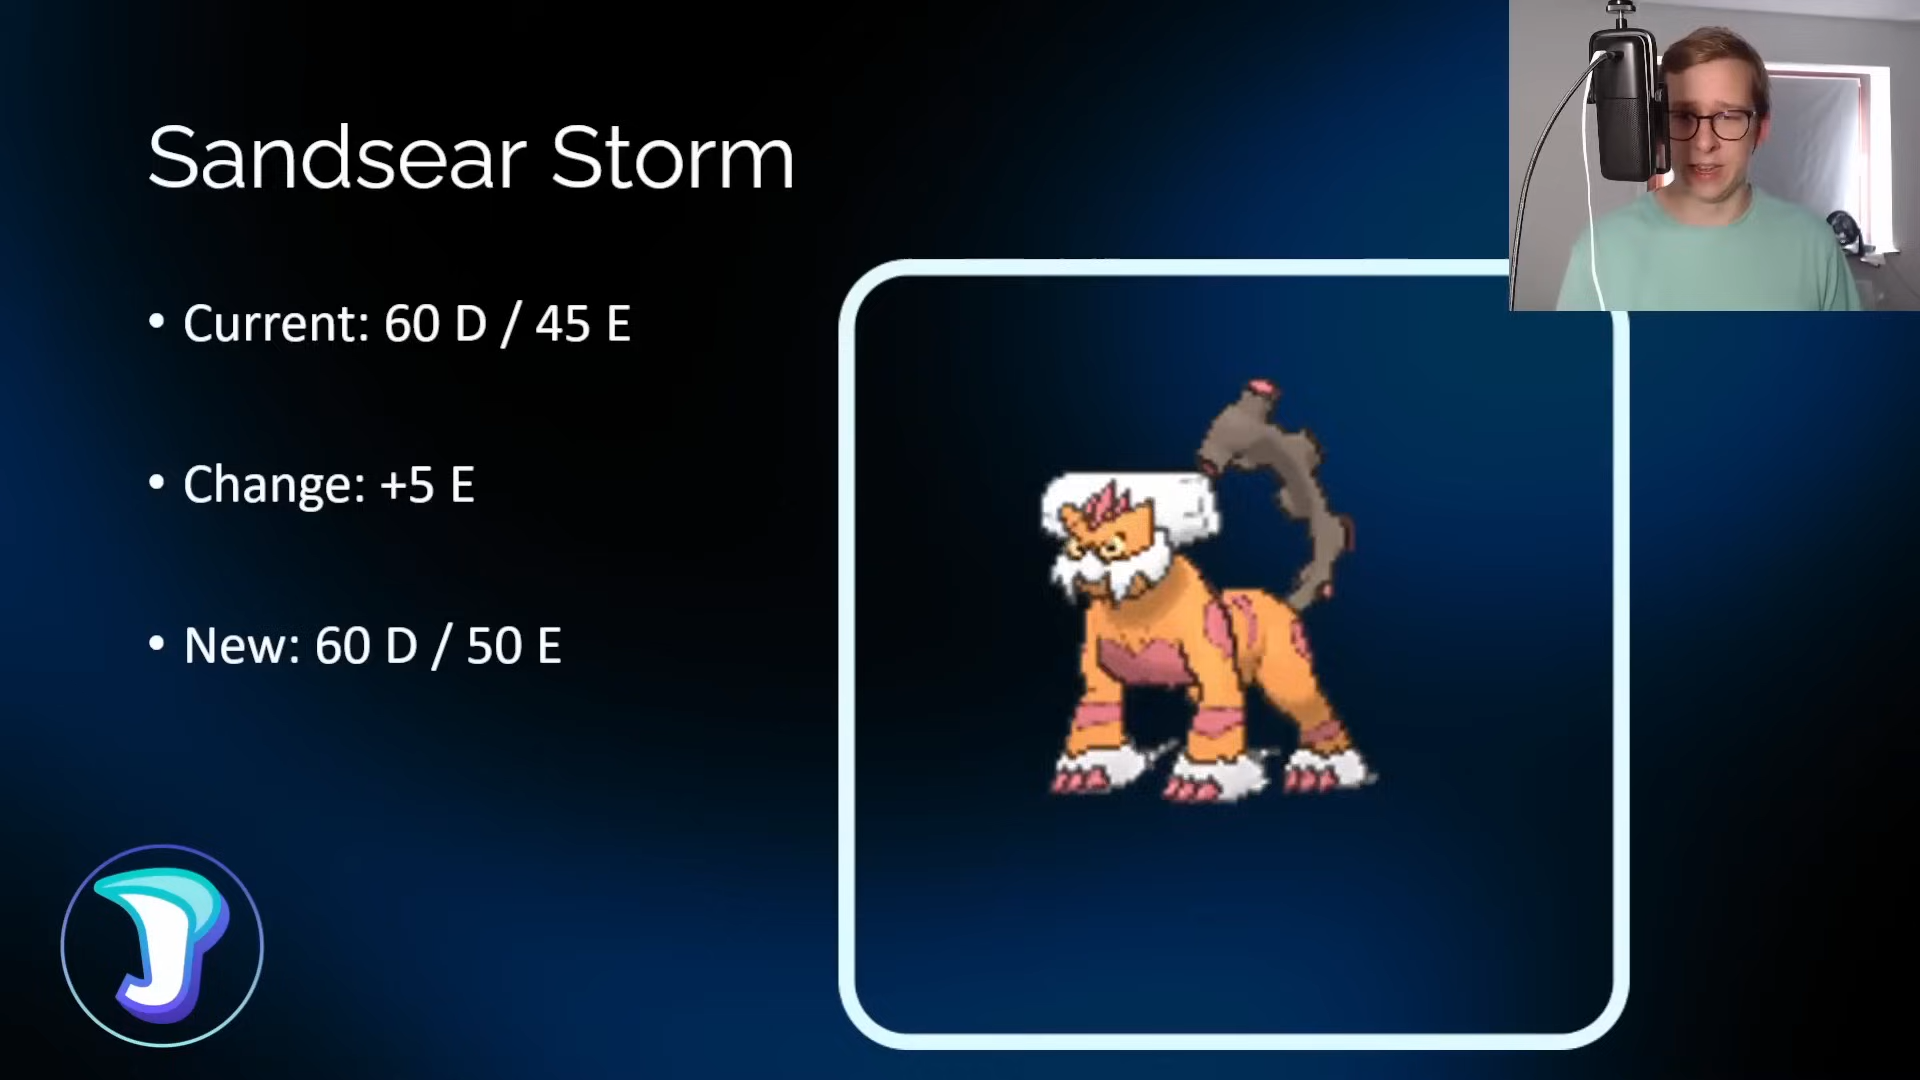 Sandsear Storm
• Current: 60 D / 45 E
• Change: +5 E
• New: 60 D / 50 E
J